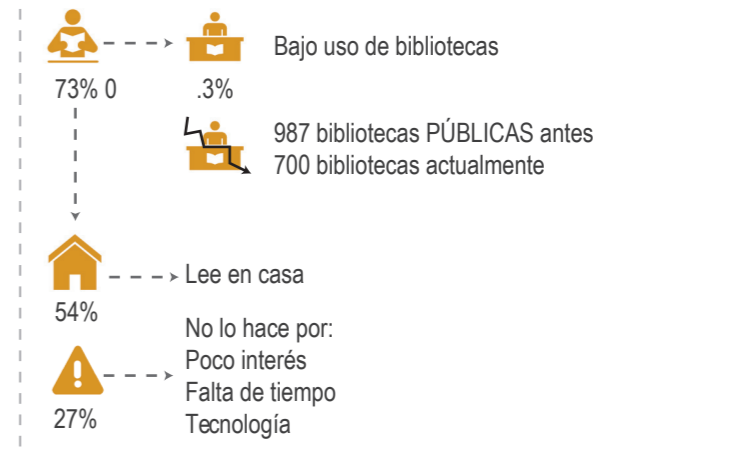 Bajo uso de bibliotecas
73% 0 .3%
987 bibliotecas PÚBLICAS antes
700 bibliotecas actualmente
Lee en casa
54%
No lo hace por:
Poco interés
Falta de tiempo
Tecnología
27%